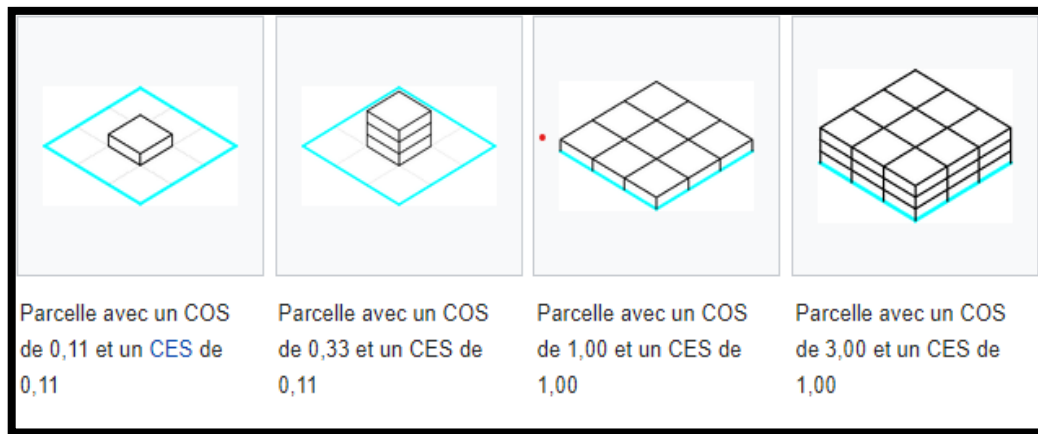 Parcelle avec un COS
de 0,11 et un CES de
0,11
Parcelle avec un COS
de 0,33 et un CES de
0,11
Parcelle avec un COS
de 1,00 et un CES de
1,00
Parcelle avec un COS
de 3,00 et un CES de
1,00